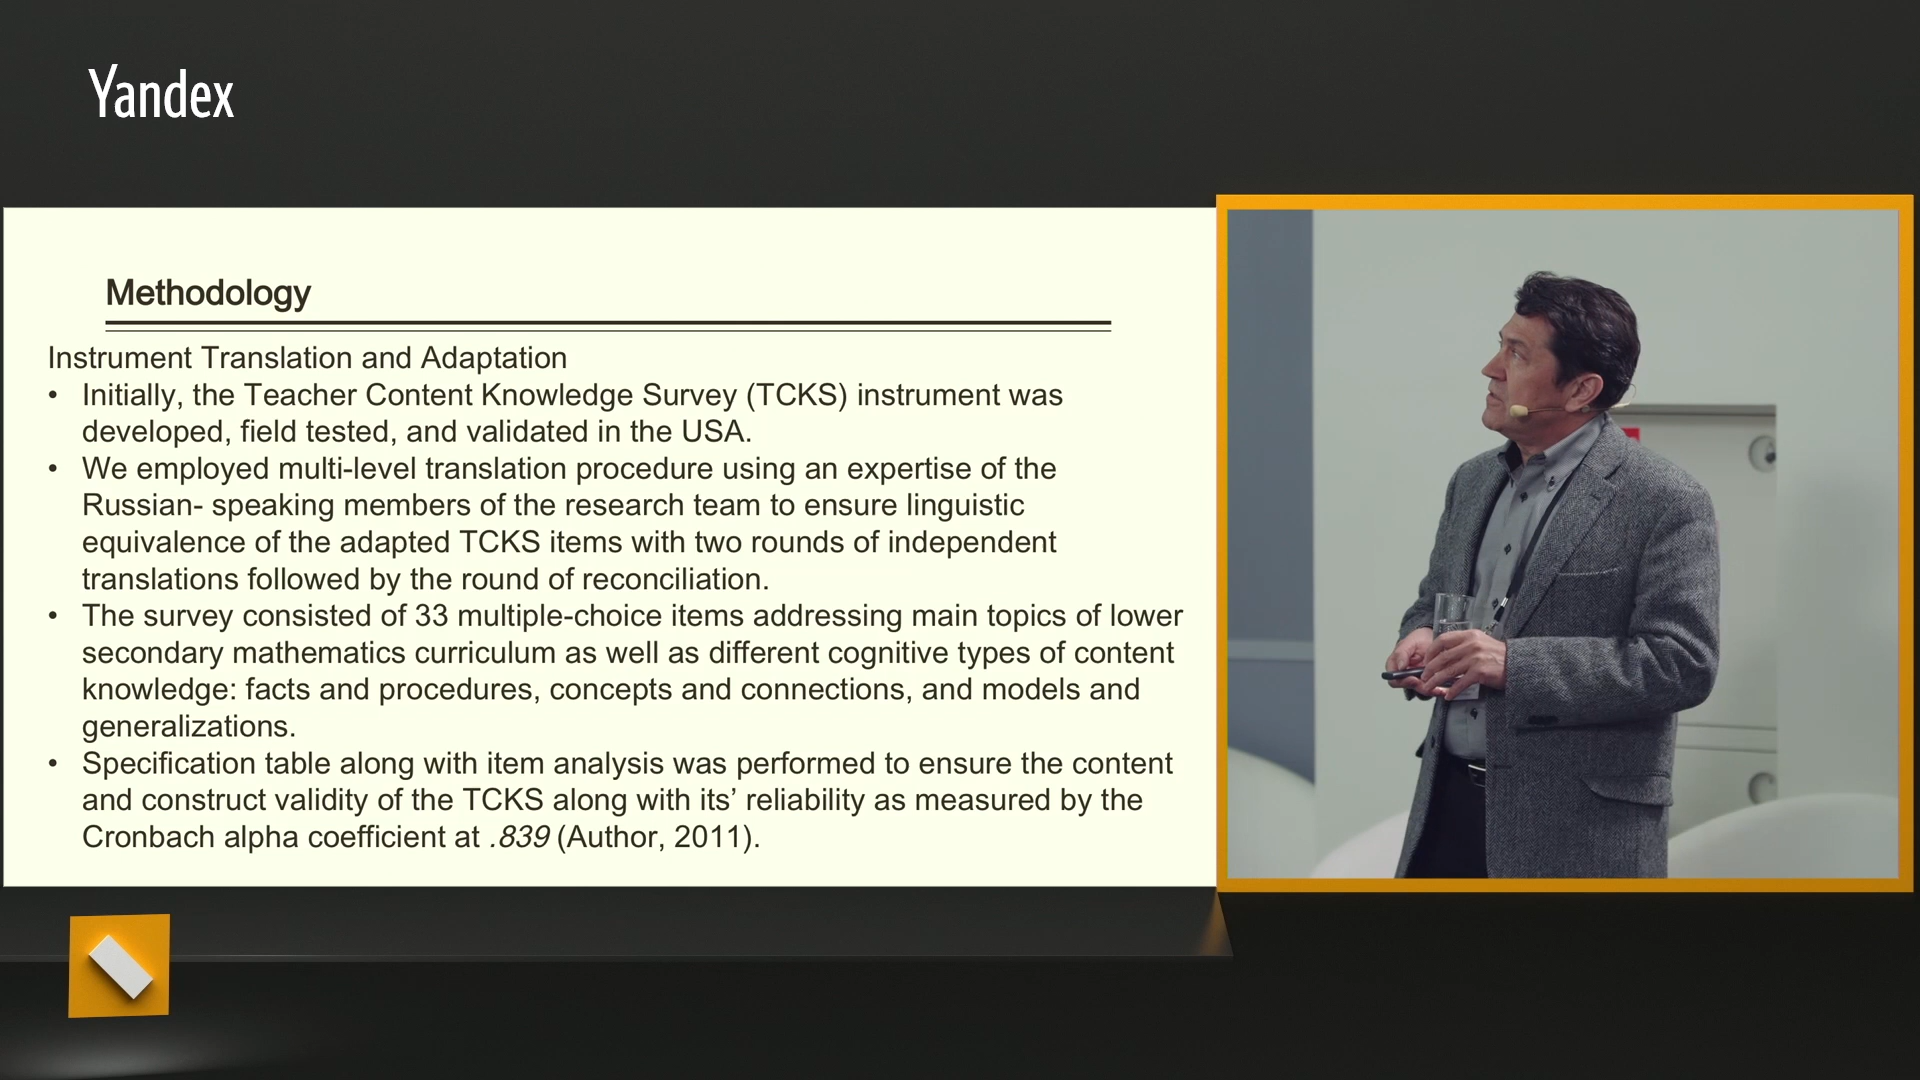 Yandex
Methodology
Instrument Translation and Adaptation
• Initially, the Teacher Content Knowledge Survey (TCKS) instrument was
developed, field tested, and validated in the USA.
• We employed multi-level translation procedure using an expertise of the
Russian- speaking members of the research team to ensure linguistic
equivalence of the adapted TCKS items with two rounds of independent
translations followed by the round of reconciliation.
• The survey consisted of 33 multiple-choice items addressing main topics of lower
secondary mathematics curriculum as well as different cognitive types of content
knowledge: facts and procedures, concepts and connections, and models and
generalizations.
• Specification table along with item analysis was performed to ensure the content
and construct validity of the TCKS along with its’ reliability as measured by the
Cronbach alpha coefficient at .839 (Author, 2011).